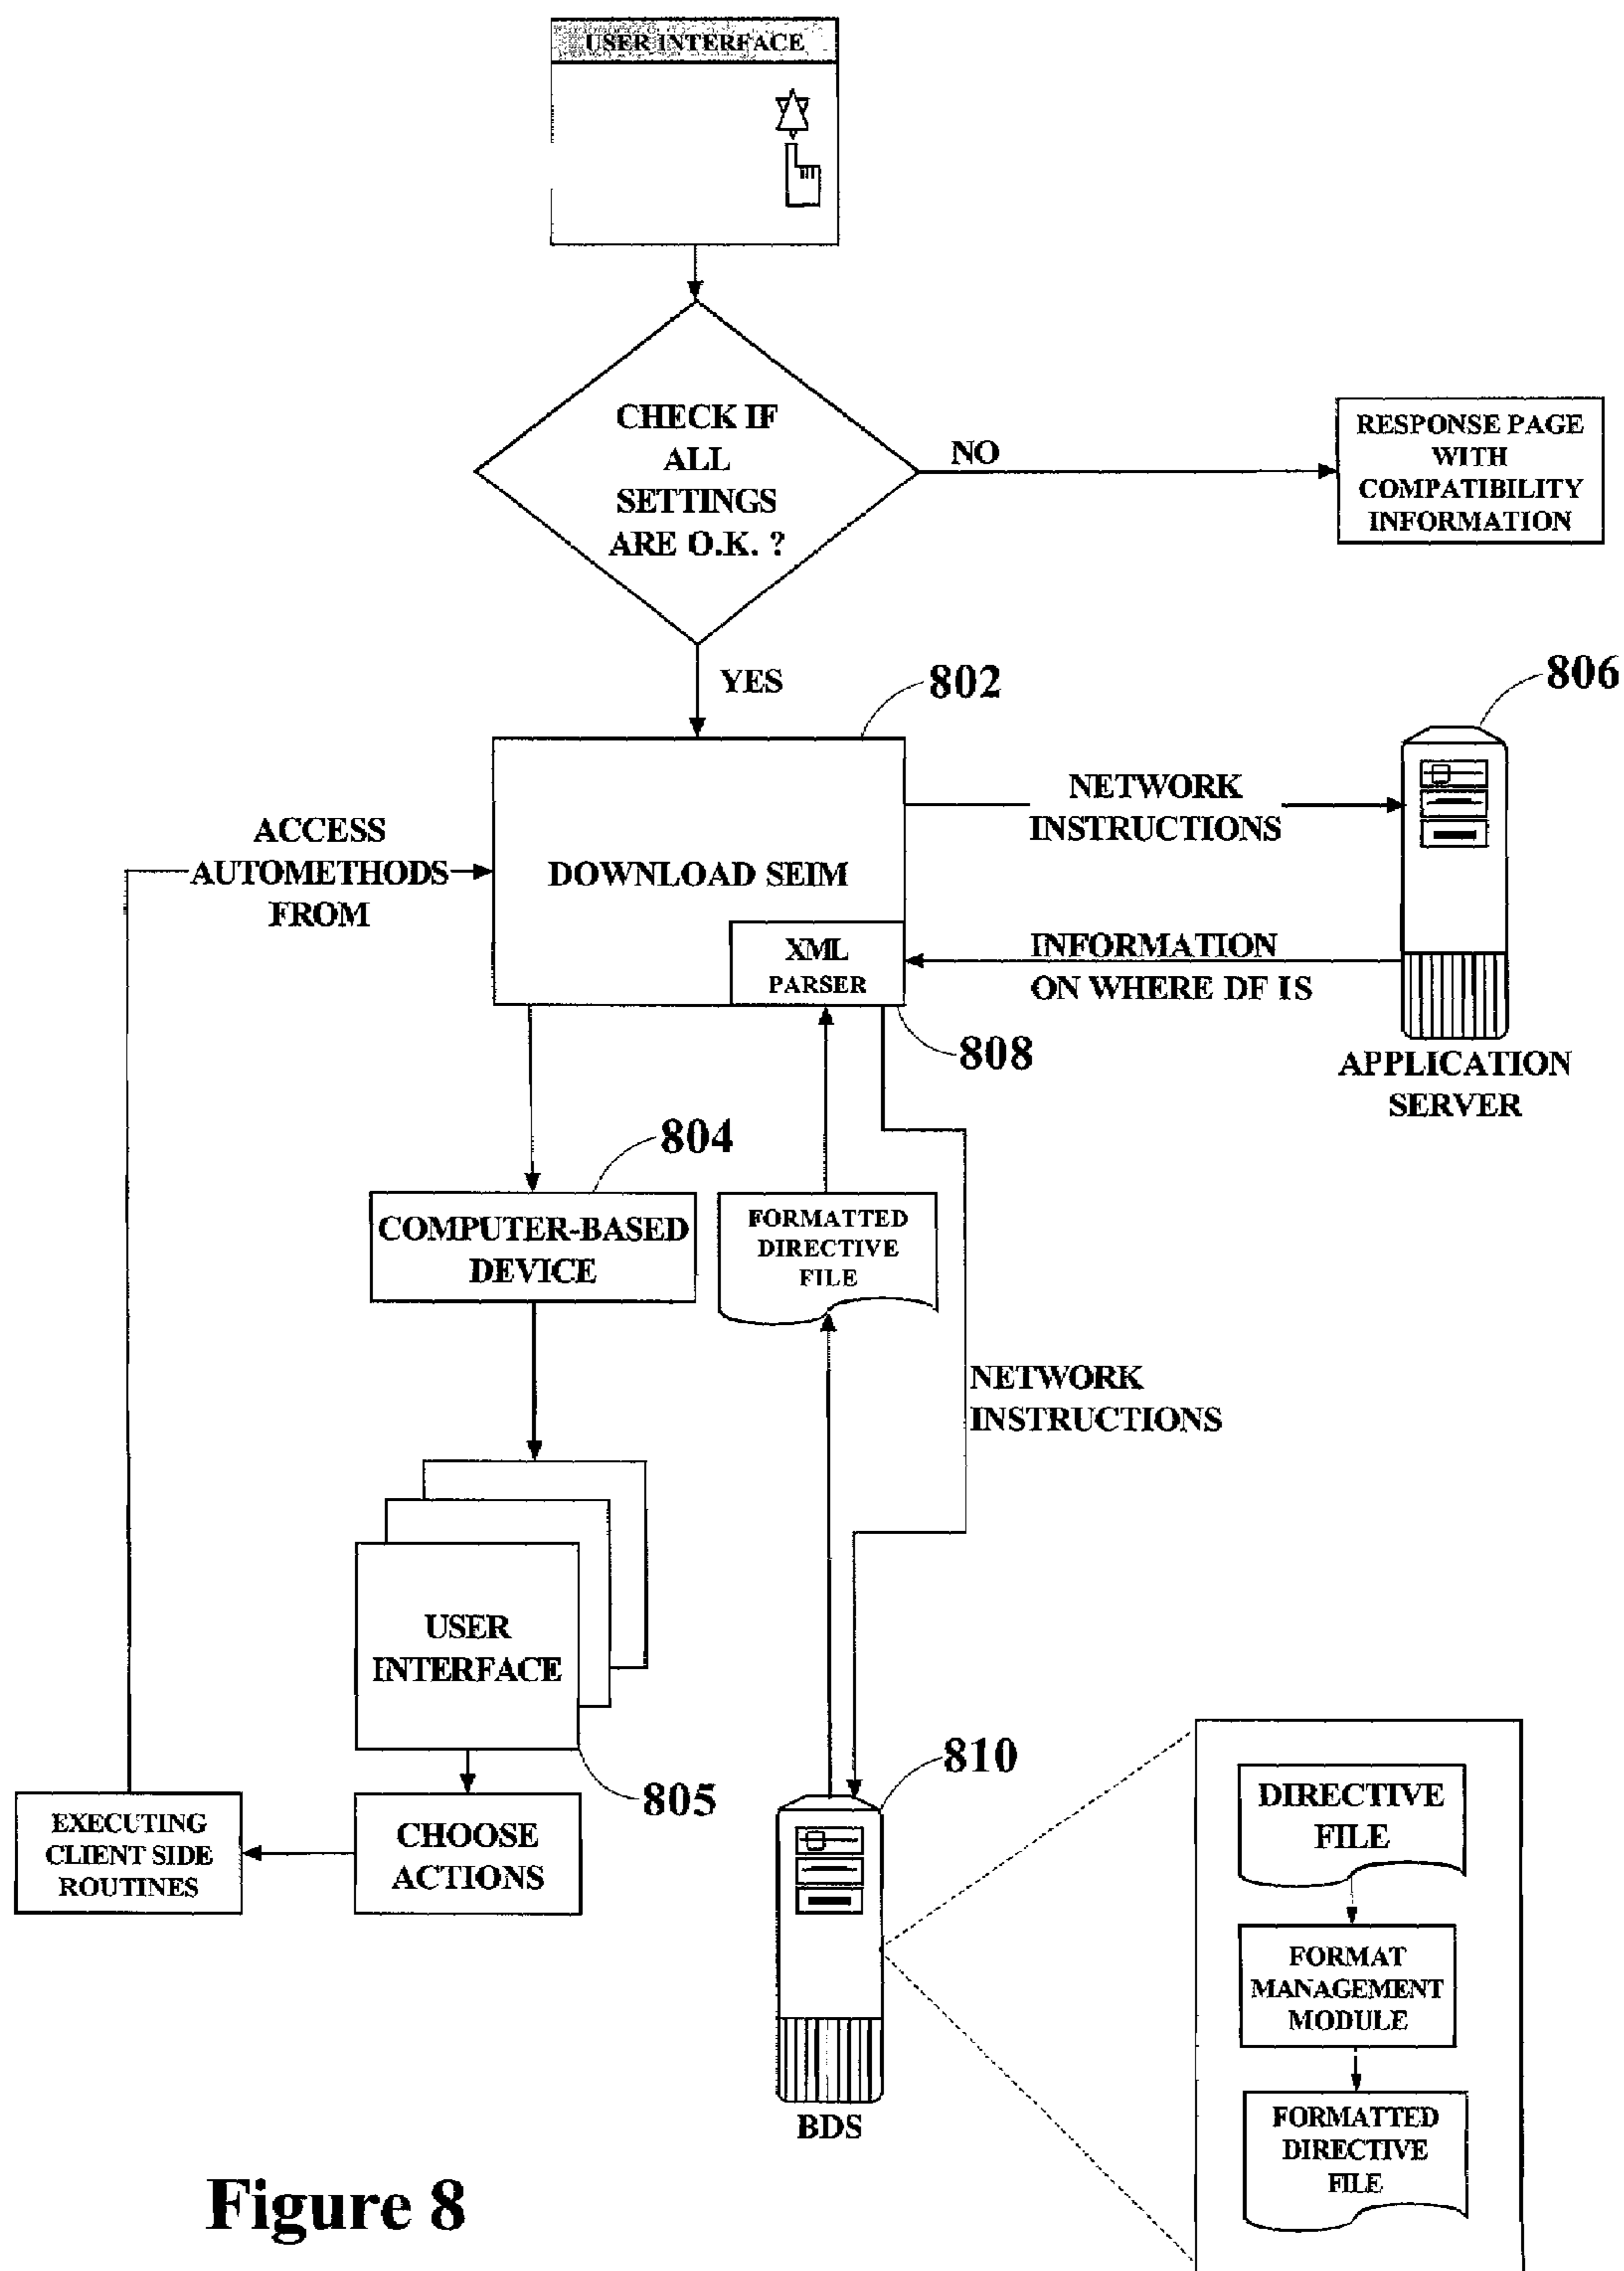 USER INTERFACE
CHECK IF
ALL
SETTINGS
ARE O.K. ?
NO
RESPONSE PAGE
WITH
COMPATIBILITY
INFORMATION
YES
802
806
NETWORK
INSTRUCTIONS
ACCESS
AUTOMETHODS
FROM
DOWNLOAD SEIM
XML
PARSER
INFORMATION
ON WHERE DF IS
808
APPLICATION
SERVER
804
COMPUTER-BASED
DEVICE
FORMATTED
DIRECTIVE
FILE
NETWORK
INSTRUCTIONS
USER
INTERFACE
805
810
EXECUTING
CLIENT SIDE
ROUTINES
CHOOSE
ACTIONS
DIRECTIVE
FILE
FORMAT
MANAGEMENT
MODULE
FORMATTED
DIRECTIVE
FILE
BDS
Figure 8